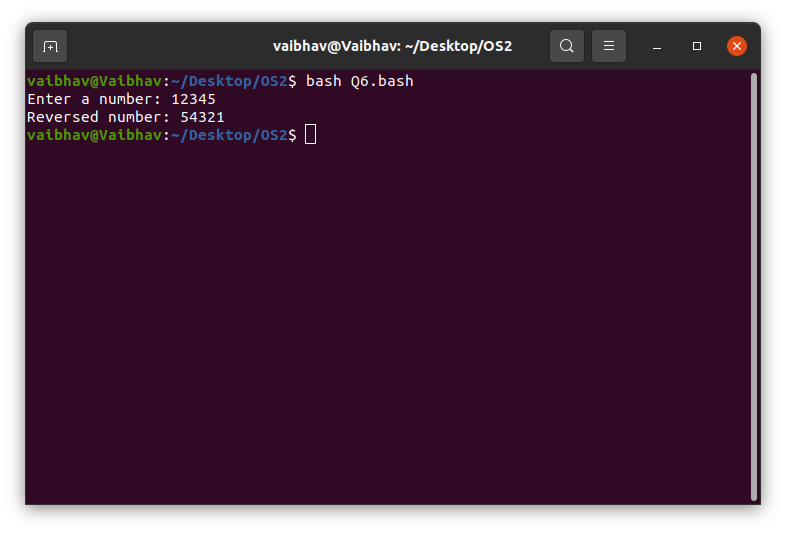 vaibhav@Vaibhav: ~/Desktop/OS2
vaibhav@Vaibhav:~/Desktop/OS2$ bash Q6.bash
Enter a number: 12345
Reversed number: 54321
vaibhav@Vaibhav:~/Desktop/OS2$